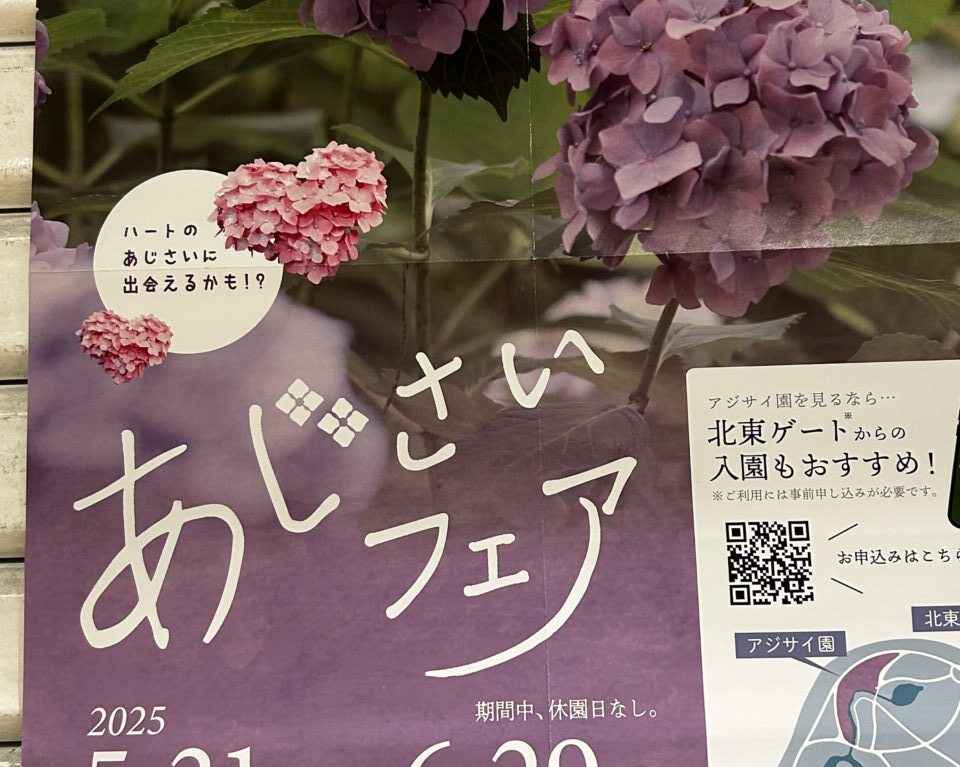 ハートの
あじさいに
出会えるかも!?
あじさい
フェア
アジサイ園を見るなら…
北東ゲート※からの
入園もおすすめ!
※ご利用には事前申し込みが必要です。
お申込みはこちら
北東
アジサイ園
2025
期間中、休園日なし。